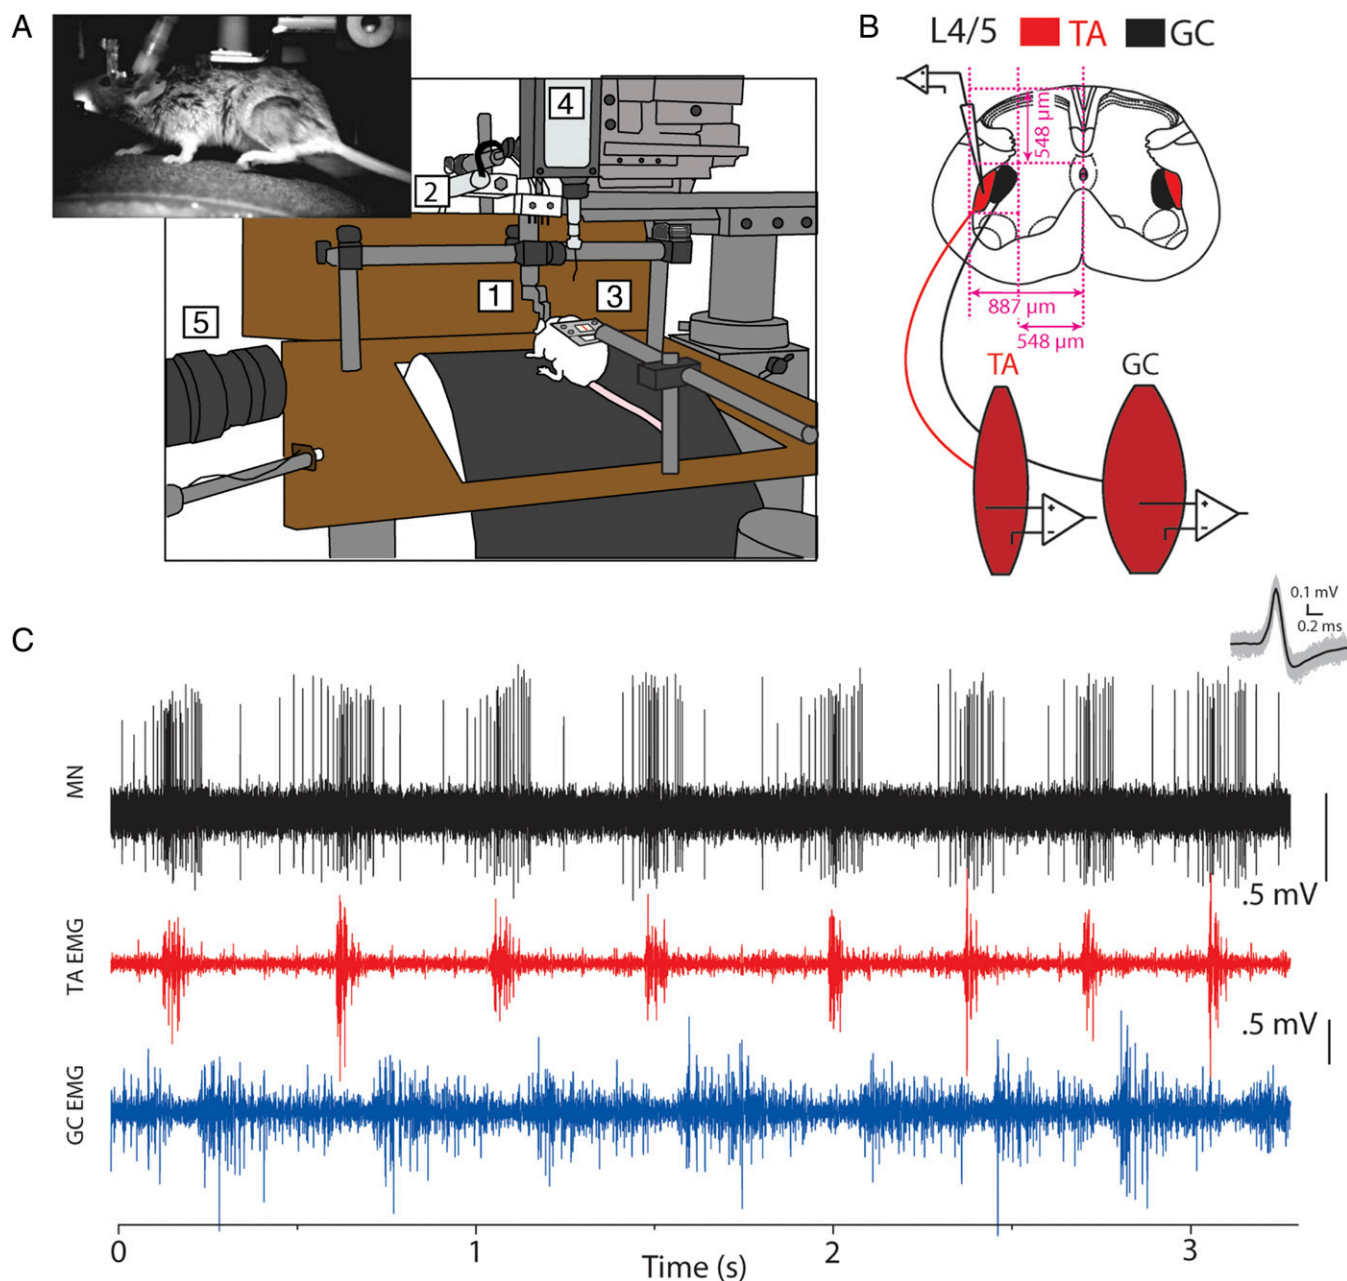 A
B
L4/5 TA GC
4
2
1
3
5
548 µm
887 µm
548 µm
TA
GC
+
-
+
-
C
0.1 mV
0.2 ms
MN
.5 mV
TA EMG
.5 mV
GC EMG
0 1 2 3
Time (s)